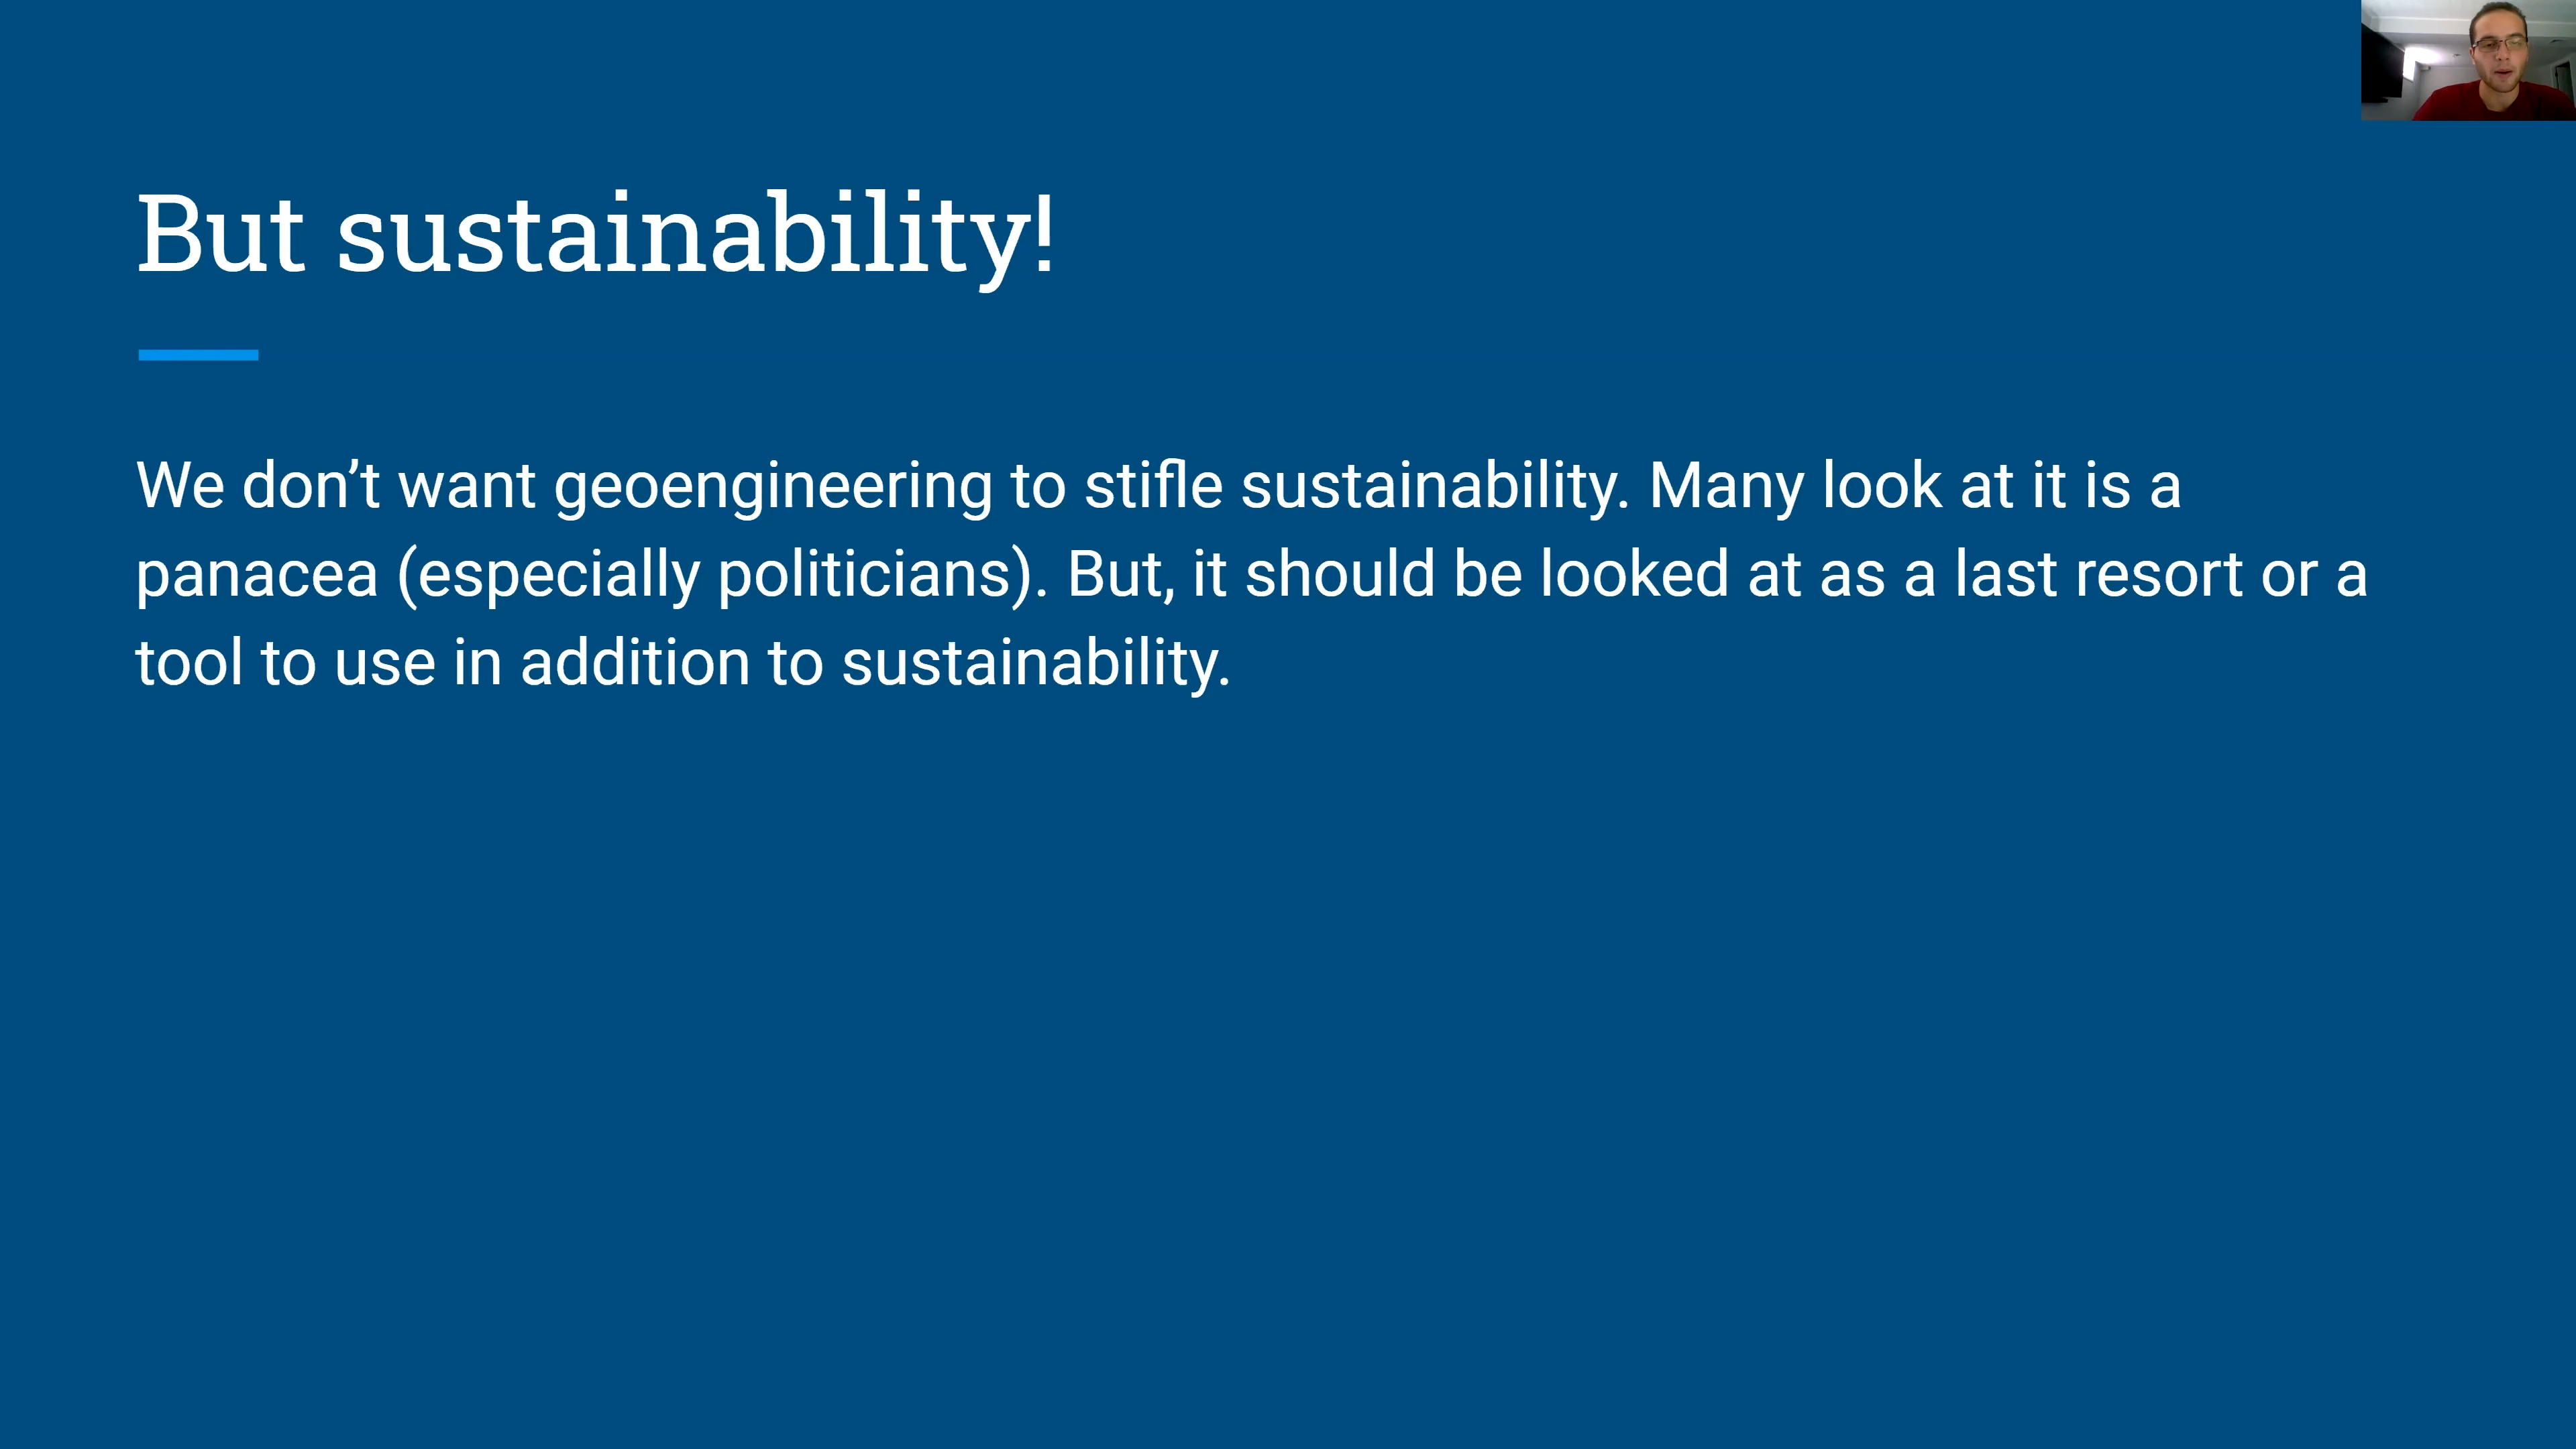 But sustainability!
We don’t want geoengineering to stifle sustainability. Many look at it is a
panacea (especially politicians). But, it should be looked at as a last resort or a
tool to use in addition to sustainability.